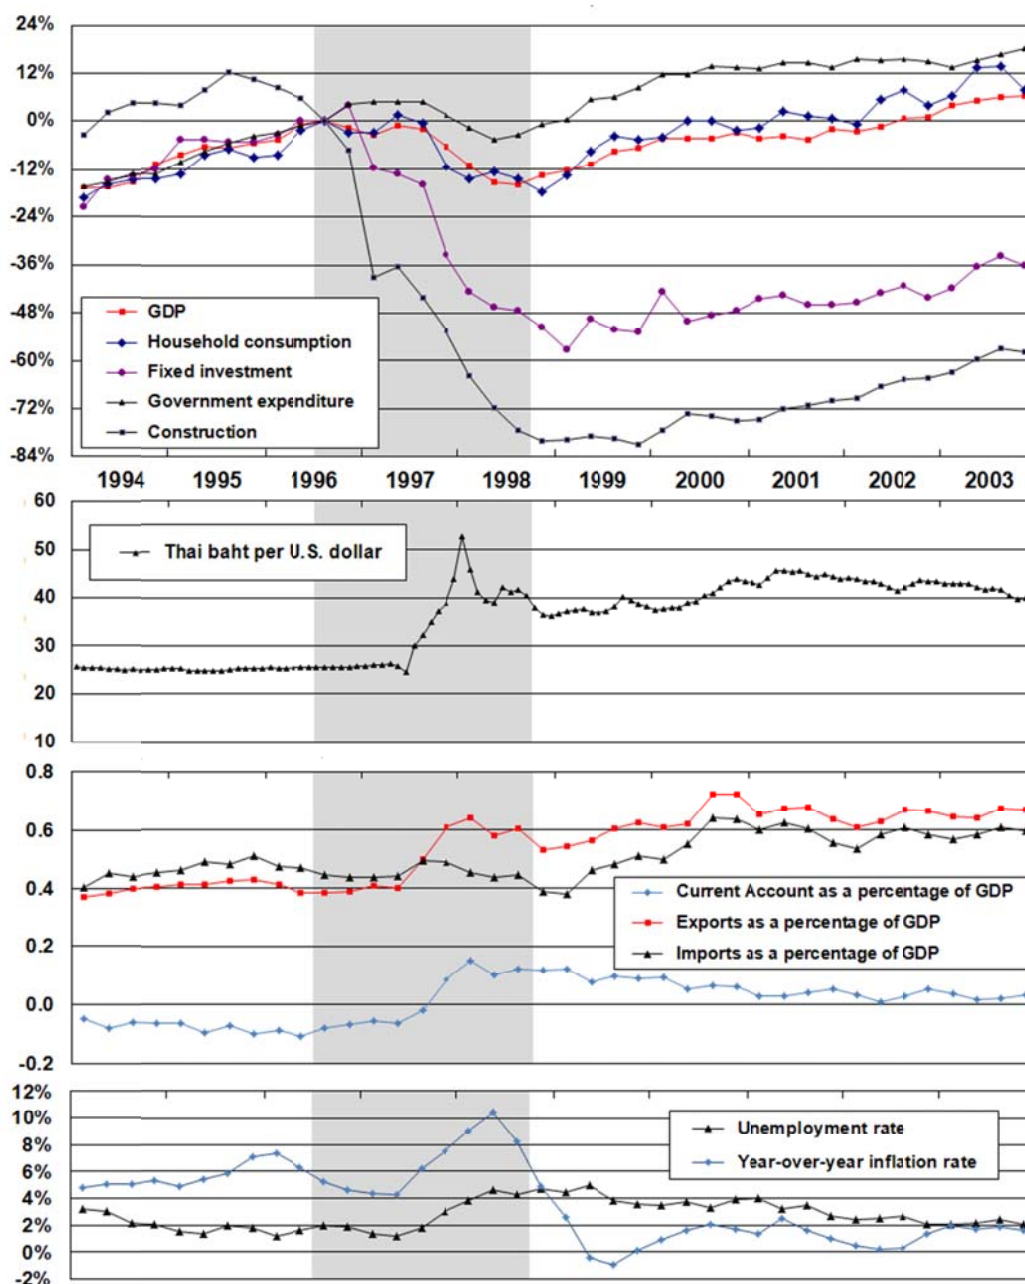 24%
12%
0%
-12%
-24%
-36%
-48%
-60%
-72%
-84%
GDP
Household consumption
Fixed investment
Government expenditure
Construction
1994 1995 1996 1997 1998 1999 2000 2001 2002 2003
60
50
40
30
20
10
Thai baht per U.S. dollar
0.8
0.6
0.4
0.2
0.0
-0.2
Current Account as a percentage of GDP
Exports as a percentage of GDP
Imports as a percentage of GDP
12%
10%
8%
6%
4%
2%
0%
-2%
Unemployment rate
Year-over-year inflation rate